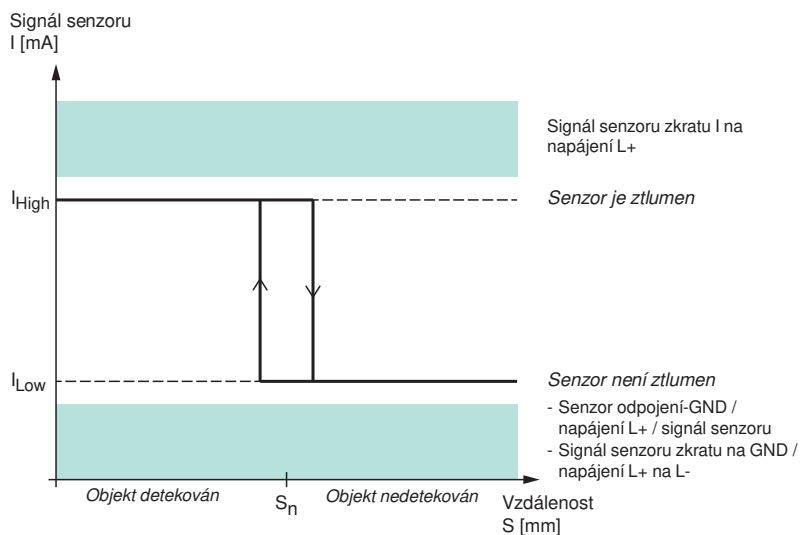 Signál senzoru
I [mA]
Signál senzoru zkratu I na
napájení L+
IHigh
Senzor je ztlumen
ILow
Senzor není ztlumen
- Senzor odpojení-GND /
napájení L+ / signál senzoru
- Signál senzoru zkratu na GND /
napájení L+ na L-
Objekt detekován
Sn
Objekt nedetekován
Vzdálenost
S [mm]